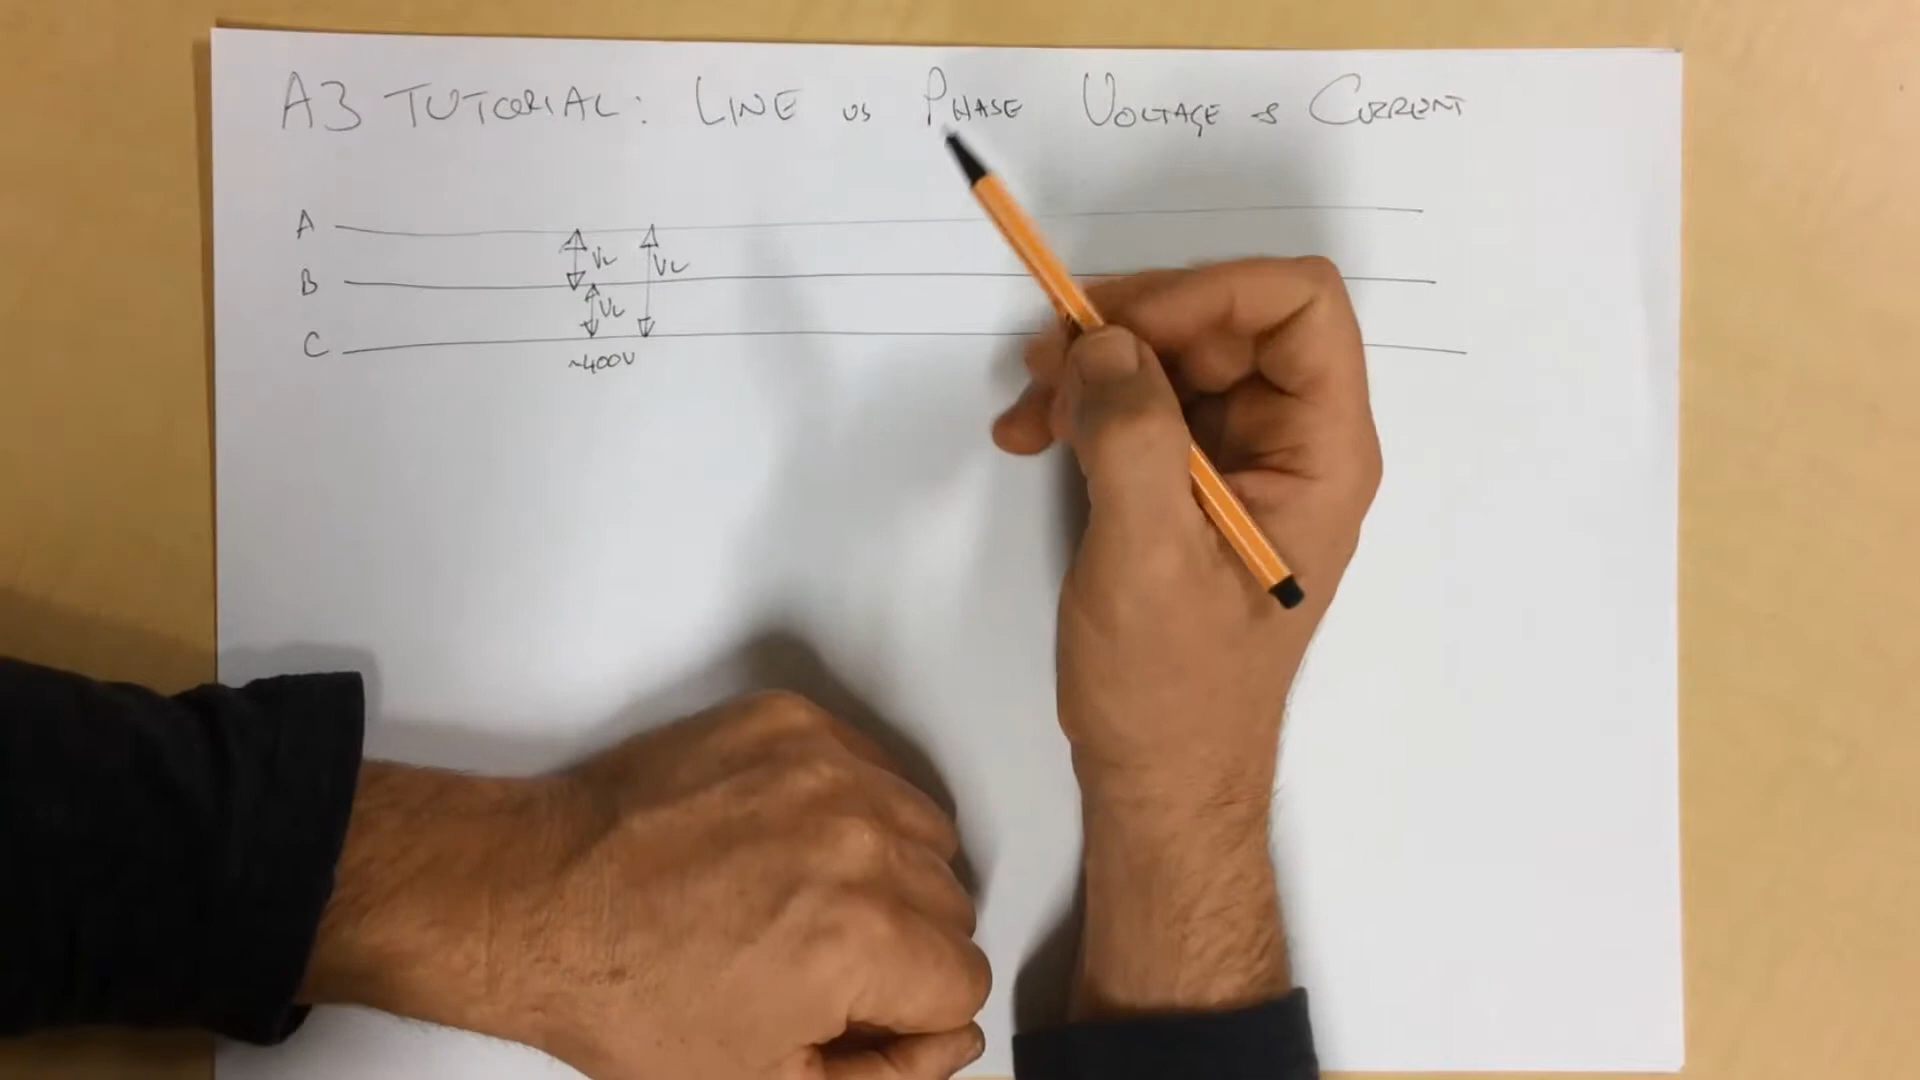 A3 TUTORIAL: LINE vs PHASE VOLTAGE & CURRENT
A
VL VL
B
VL
C
~400V